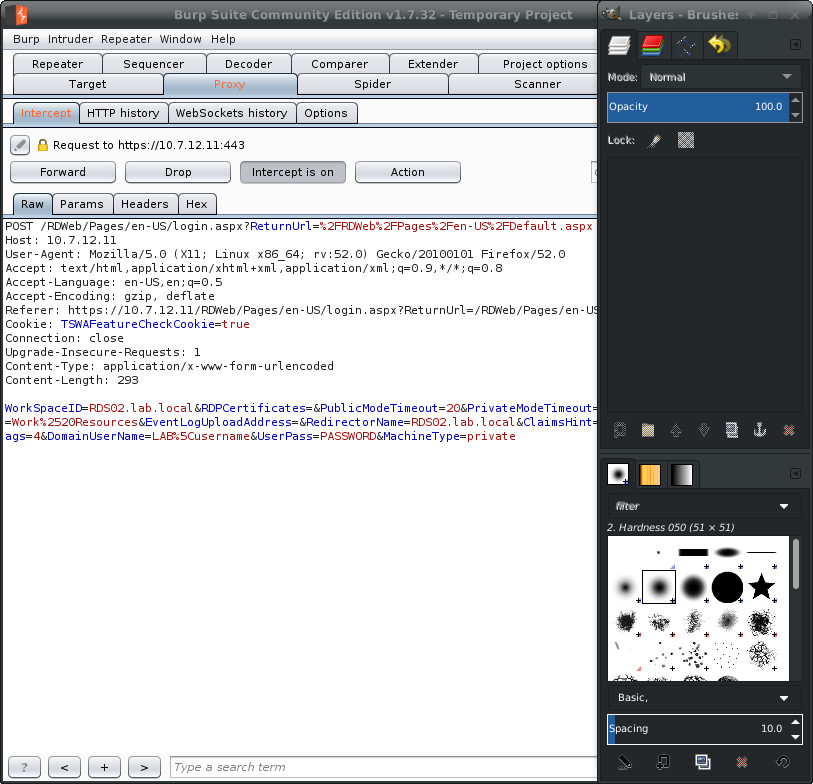 Burp Suite Community Edition v1.7.32 - Temporary Project
Burp Intruder Repeater Window Help
Repeater Sequencer Decoder Comparer Extender Project options
Target Proxy Spider Scanner
Intercept HTTP history WebSockets history Options
Request to https://10.7.12.11:443
Forward Drop Intercept is on Action
Raw Params Headers Hex
POST /RDWeb/Pages/en-US/login.aspx?ReturnUrl=%2FRDWeb%2FPages%2Fen-US%2FDefault.aspx
Host: 10.7.12.11
User-Agent: Mozilla/5.0 (X11; Linux x86_64; rv:52.0) Gecko/20100101 Firefox/52.0
Accept: text/html,application/xhtml+xml,application/xml;q=0.9,*/*;q=0.8
Accept-Language: en-US,en;q=0.5
Accept-Encoding: gzip, deflate
Referer: https://10.7.12.11/RDWeb/Pages/en-US/login.aspx?ReturnUrl=/RDWeb/Pages/en-US
Cookie: TSWAFeatureCheckCookie=true
Connection: close
Upgrade-Insecure-Requests: 1
Content-Type: application/x-www-form-urlencoded
Content-Length: 293
WorkSpaceID=RDS02.lab.local&RDPCertificates=&PublicModeTimeout=20&PrivateModeTimeout=
=Work%2520Resources&EventLogUploadAddress=&RedirectorName=RDS02.lab.local&ClaimsHint=
ags=4&DomainUserName=LAB%5Cusername&UserPass=PASSWORD&MachineType=private
? < + > Type a search term
Layers - Brushes
Mode: Normal
Opacity 100.0
Lock:
filter
2. Hardness 050 (51 × 51)
Basic,
Spacing 10.0